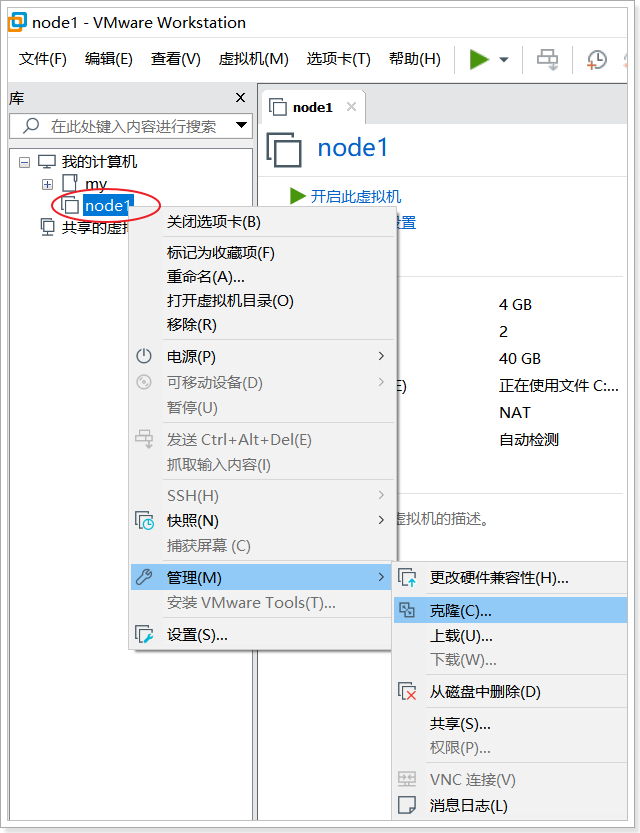 node1 - VMware Workstation
文件(F) 编辑(E) 查看(V) 虚拟机(M) 选项卡(T) 帮助(H)
库
在此处键入内容进行搜索
我的计算机
my
node1
共享的虚拟
node1
node1
开启此虚拟机
置
4 GB
2
40 GB
E) 正在使用文件 C:...
NAT
自动检测
虚拟机的描述。
关闭选项卡(B)
标记为收藏项(F)
重命名(A)...
打开虚拟机目录(O)
移除(R)
电源(P)
可移动设备(D)
暂停(U)
发送 Ctrl+Alt+Del(E)
抓取输入内容(I)
SSH(H)
快照(N)
捕获屏幕 (C)
管理(M)
安装 VMware Tools(T)...
设置(S)...
更改硬件兼容性(H)...
克隆(C)...
上载(U)...
下载(W)...
从磁盘中删除(D)
共享(S)...
权限(P)...
VNC 连接(V)
消息日志(L)